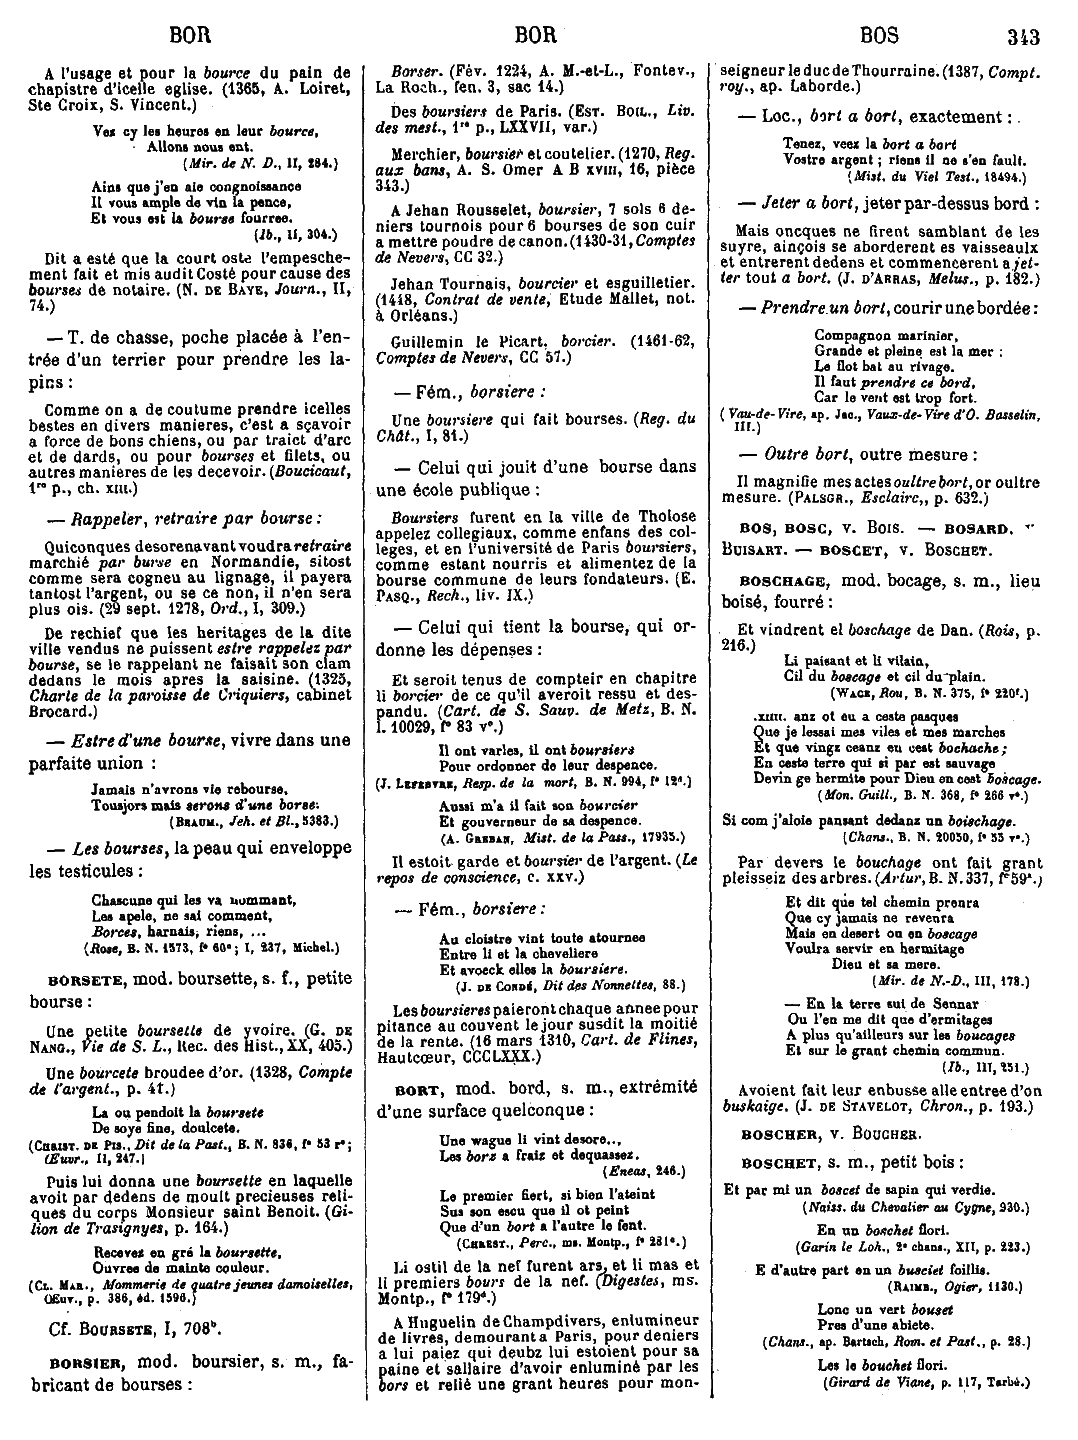 BOR BOR BOS 343
A l'usage et pour la bource du pain de
chapistre d'icelle eglise. (1365, A. Loiret,
Ste Croix, S. Vincent.)
Ves cy les heures en leur bource,
Allons nous ent.
(Mir. de N. D., II, 284.)
Ains que j'en aie congnoissance
Il vous ample de vin la pence,
Et vous est la bourse fourree.
(Ib., II, 304.)
Dit a esté que la court oste l'empesche-
ment fait et mis audit Costé pour cause des
bourses de notaire. (N. DE BAYE, Journ., II,
74.)
— T. de chasse, poche placée à l'en-
trée d'un terrier pour prendre les la-
pins :
Comme on a de coutume prendre icelles
bestes en divers manieres, c'est a sçavoir
a force de bons chiens, ou par traict d'arc
et de dards, ou pour bourses et filets, ou
autres manieres de les decevoir. (Boucicaut,
1re p., ch. XIII.)
— Rappeler, retraire par bourse :
Quiconques desorenavant voudra retraire
marchié par burse en Normandie, sitost
comme sera cogneu au lignage, il payera
tantost l'argent, ou se ce non, il n'en sera
plus ois. (29 sept. 1278, Ord., I, 309.)
De rechief que les heritages de la dite
ville vendus ne puissent estre rappelez par
bourse, se le rappelant ne faisait son clam
dedans le mois apres la saisine. (1325,
Charte de la paroisse de Criquiers, cabinet
Brocard.)
— Estre d'une bourse, vivre dans une
parfaite union :
Jamais n'avrons vie rebourse,
Tousjors mais serons d'une borse.
(BEAUM., Jeh. et Bl., 5383.)
— Les bourses, la peau qui enveloppe
les testicules :
Chascune qui les va nommant,
Les apele, ne sai comment,
Borces, harnais, riens, ...
(Rose, B. N. 1573, f° 60a; I, 237, Michel.)
BORSETE, mod. boursette, s. f., petite
bourse :
Une petite boursette de yvoire. (G. DE
NANG., Vie de S. L., Rec. des Hist., XX, 405.)
Une bourcete broudee d'or. (1328, Compte
de l'argent., p. 41.)
La ou pendoit la boursete
De soye fine, doulcete.
(CHRIST. DE PIS., Dit de la Past., B. N. 836, f° 53 r°;
Œuvr., II, 247.)
Puis lui donna une boursette en laquelle
avoit par dedens de moult precieuses reli-
ques du corps Monsieur saint Benoit. (Gi-
lion de Trasignyes, p. 164.)
Recevez en gré la boursette,
Ouvree de mainte couleur.
(CL. MAR., Mommerie de quatre jeunes damoiselles,
Œuv., p. 386, éd. 1596.)
Cf. BOURSETE, I, 708b.
BORSIER, mod. boursier, s. m., fa-
bricant de bourses :
Borser. (Fév. 1224, A. M.-et-L., Fontev.,
La Roch., fen. 3, sac 14.)
Des boursiers de Paris. (EST. BOIL., Liv.
des mest., 1re p., LXXVII, var.)
Merchier, boursier et coutelier. (1270, Reg.
aux bans, A. S. Omer A B XVIII, 16, pièce
343.)
A Jehan Rousselet, boursier, 7 sols 6 de-
niers tournois pour 6 bourses de son cuir
a mettre poudre de canon. (1430-31, Comptes
de Nevers, CC 32.)
Jehan Tournais, bourcier et esguilletier.
(1418, Contrat de vente, Etude Mallet, not.
à Orléans.)
Guillemin le Picart, borcier. (1461-62,
Comptes de Nevers, CC 57.)
— Fém., borsiere :
Une boursiere qui fait bourses. (Reg. du
Chât., I, 81.)
— Celui qui jouit d'une bourse dans
une école publique :
Boursiers furent en la ville de Tholose
appelez collegiaux, comme enfans des col-
leges, et en l'université de Paris boursiers,
comme estant nourris et alimentez de la
bourse commune de leurs fondateurs. (E.
PASQ., Rech., liv. IX.)
— Celui qui tient la bourse, qui or-
donne les dépenses :
Et seroit tenus de compteir en chapitre
li borcier de ce qu'il averoit ressu et des-
pandu. (Cart. de S. Sauv. de Metz, B. N.
l. 10029, f° 83 v°.)
Il ont varles, il ont boursiers
Pour ordonner de leur despence.
(J. LEFEBVRE, Resp. de la mort, B. N. 994, f° 12d.)
Aussi m'a il fait son bourcier
Et gouverneur de sa despence.
(A. GREBAN, Mist. de la Pass., 17935.)
Il estoit garde et boursier de l'argent. (Le
repos de conscience, c. XXV.)
— Fém., borsiere :
Au cloistre vint toute atournee
Entre li et la cheveliere
Et avoeck elles la boursiere.
(J. DE CONDÉ, Dit des Nonnettes, 88.)
Les boursieres paieront chaque annee pour
pitance au couvent le jour susdit la moitié
de la rente. (16 mars 1310, Cart. de Flines,
Hautcœur, CCCLXXX.)
BORT, mod. bord, s. m., extrémité
d'une surface quelconque :
Une wague li vint desore...,
Les borz a fraiz et dequassez.
(Eneas, 246.)
Le premier fiert, si bien l'ateint
Sus son escu que il ot peint
Que d'un bort a l'autre le fent.
(CHREST., Perc., ms. Montp., f° 281a.)
Li ostil de la nef furent ars, et li mas et
li premiers bours de la nef. (Digestes, ms.
Montp., f° 179d.)
A Huguelin de Champdivers, enlumineur
de livres, demourant a Paris, pour deniers
a lui paiez qui deubz lui estoient pour sa
paine et sallaire d'avoir enluminé par les
bors et relié une grant heures pour mon-
seigneur le duc de Thourraine. (1387, Compt.
roy., ap. Laborde.)
— Loc., bort a bort, exactement :
Tenez, veez la bort a bort
Vostre argent ; riens il ne s'en fault.
(Mist. du Viel Test., 18494.)
— Jeter a bort, jeter par-dessus bord :
Mais oncques ne firent samblant de les
suyre, ainçois se aborderent es vaisseaulx
et entrerent dedens et commencerent a jet-
ter tout a bort. (J. D'ARRAS, Melus., p. 182.)
— Prendre un bort, courir une bordée :
Compagnon marinier,
Grande et pleine est la mer :
Le flot bat au rivage.
Il faut prendre ce bord,
Car le vent est trop fort.
(Vau-de-Vire, ap. Jac., Vaux-de-Vire d'O. Basselin,
III.)
— Outre bort, outre mesure :
Il magnifie mes actes oultre bort, or oultre
mesure. (PALSGR., Esclairc., p. 632.)
BOS, BOSC, v. BOIS. — BOSARD, v.
BUISART. — BOSCET, v. BOSCHET.
BOSCHAGE, mod. bocage, s. m., lieu
boisé, fourré :
Et vindrent el boschage de Dan. (Rois, p.
216.)
Li paisant et li vilain,
Cil du boscage et cil du plain.
(WACE, Rou, B. N. 375, f° 220f.)
.XIIII. anz ot eu a ceste pasques
Que je lessai mes viles et mes marches
Et que vingz ceanz eu cest bochache ;
En ceste terre qui si par est sauvage
Devin ge hermite pour Dieu en cest boscage.
(Mon. Guill., B. N. 368, f° 266 v°.)
Si com j'aloie pansant dedanz un boischage.
(Chans., B. N. 20050, f° 55 v°.)
Par devers le bouchage ont fait grant
pleisseiz des arbres. (Artur, B. N. 337, f° 59a.)
Et dit que tel chemin prenra
Que cy jamais ne revenra
Mais en desert ou en boscage
Voulra servir en hermitage
Dieu et sa mere.
(Mir. de N.-D., III, 178.)
— En la terre sui de Sennar
Ou l'en me dit que d'ermitages
A plus qu'ailleurs sur les boucages
Et sur le grant chemin commun.
(Ib., III, 251.)
Avoient fait leur enbusse alle entree d'on
buskaige. (J. DE STAVELOT, Chron., p. 193.)
BOSCHER, v. BOUCHER.
BOSCHET, s. m., petit bois :
Et par mi un boscet de sapin qui verdie.
(Naiss. du Chevalier au Cygne, 930.)
En un boschet flori.
(Garin le Loh., 2e chans., XII, p. 223.)
E d'autre part en un busciet foillis.
(RAIMB., Ogier, 1130.)
Lonc un vert bouset
Pres d'une abiete.
(Chans., ap. Bartsch, Rom. et Past., p. 28.)
Les le bouchet flori.
(Girard de Viane, p. 117, Tarbé.)